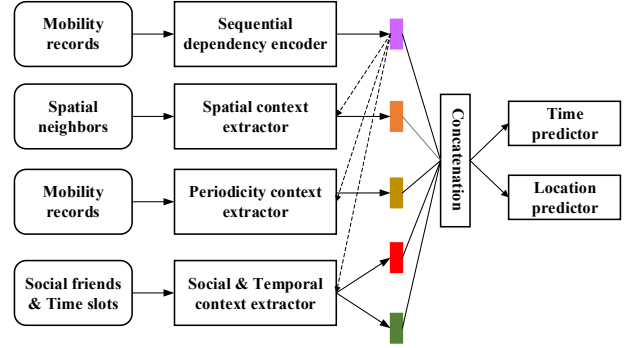 Mobility
records
Sequential
dependency encoder
Spatial
neighbors
Spatial context
extractor
Mobility
records
Periodicity context
extractor
Social friends
& Time slots
Social & Temporal
context extractor
Concatenation
Time
predictor
Location
predictor